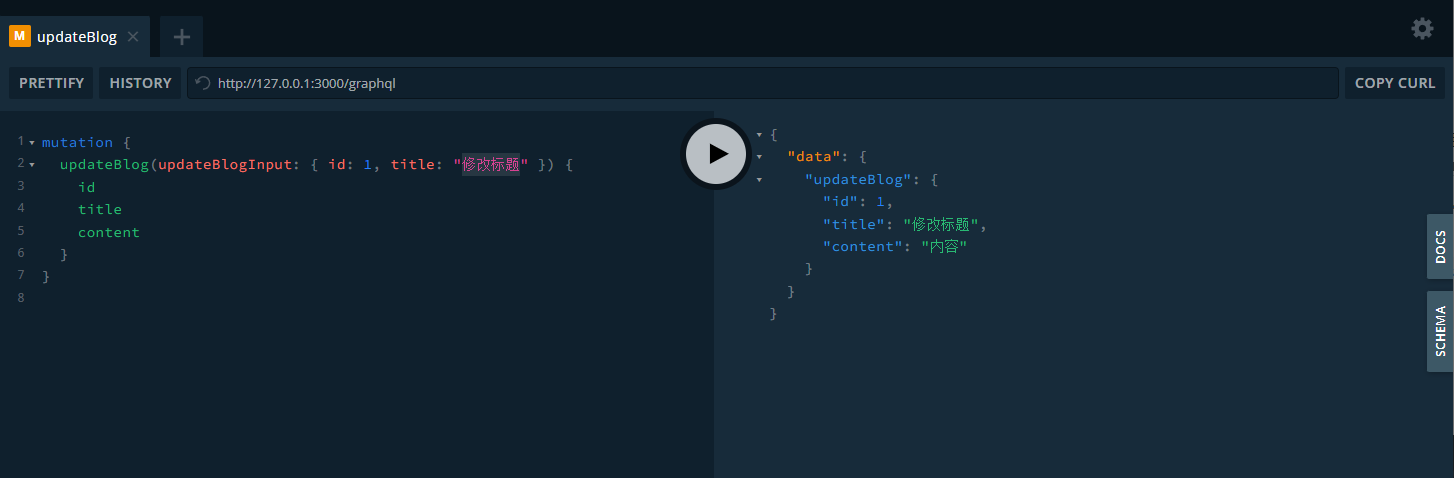 M updateBlog
PRETTIFY HISTORY http://127.0.0.1:3000/graphql COPY CURL
1 mutation {
2 updateBlog(updateBlogInput: { id: 1, title: "修改标题" }) {
3 id
4 title
5 content
6 }
7 }
8
{
"data": {
"updateBlog": {
"id": 1,
"title": "修改标题",
"content": "内容"
}
}
}
DOCS
SCHEMA